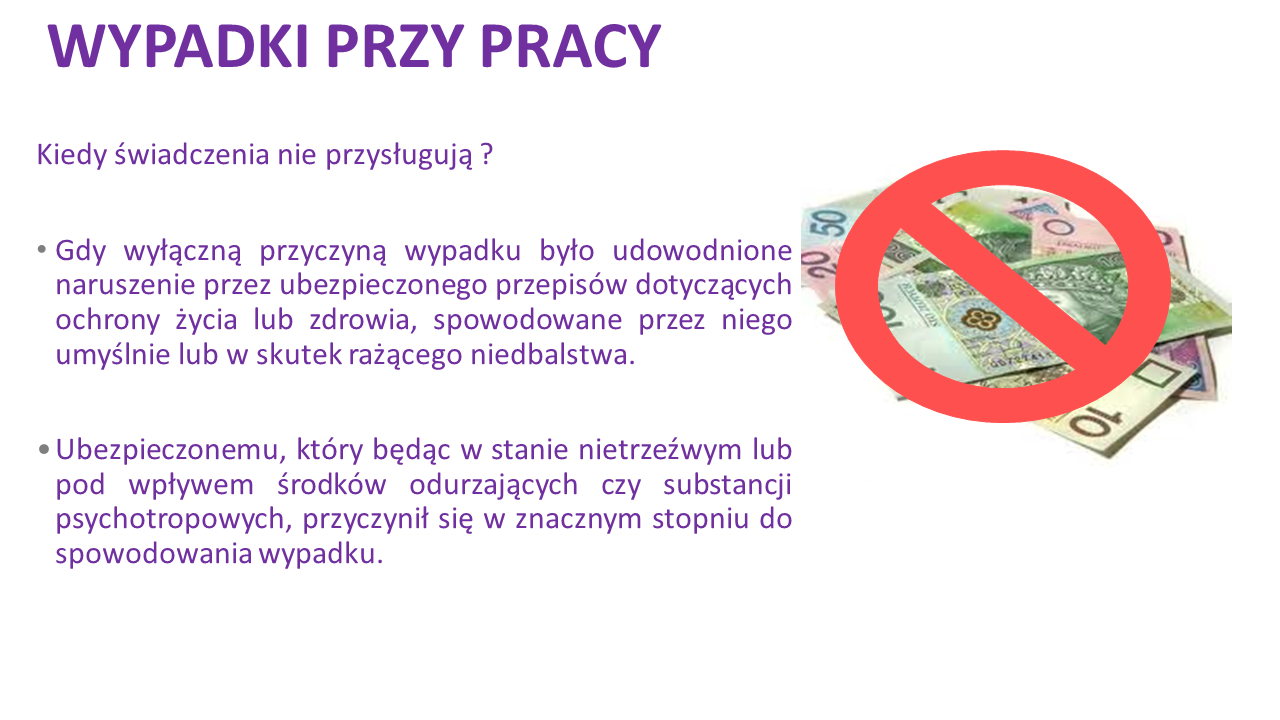 WYPADKI PRZY PRACY
Kiedy świadczenia nie przysługują ?
• Gdy wyłączną przyczyną wypadku było udowodnione
naruszenie przez ubezpieczonego przepisów dotyczących
ochrony życia lub zdrowia, spowodowane przez niego
umyślnie lub w skutek rażącego niedbalstwa.
• Ubezpieczonemu, który będąc w stanie nietrzeźwym lub
pod wpływem środków odurzających czy substancji
psychotropowych, przyczynił się w znacznym stopniu do
spowodowania wypadku.
50
20
10